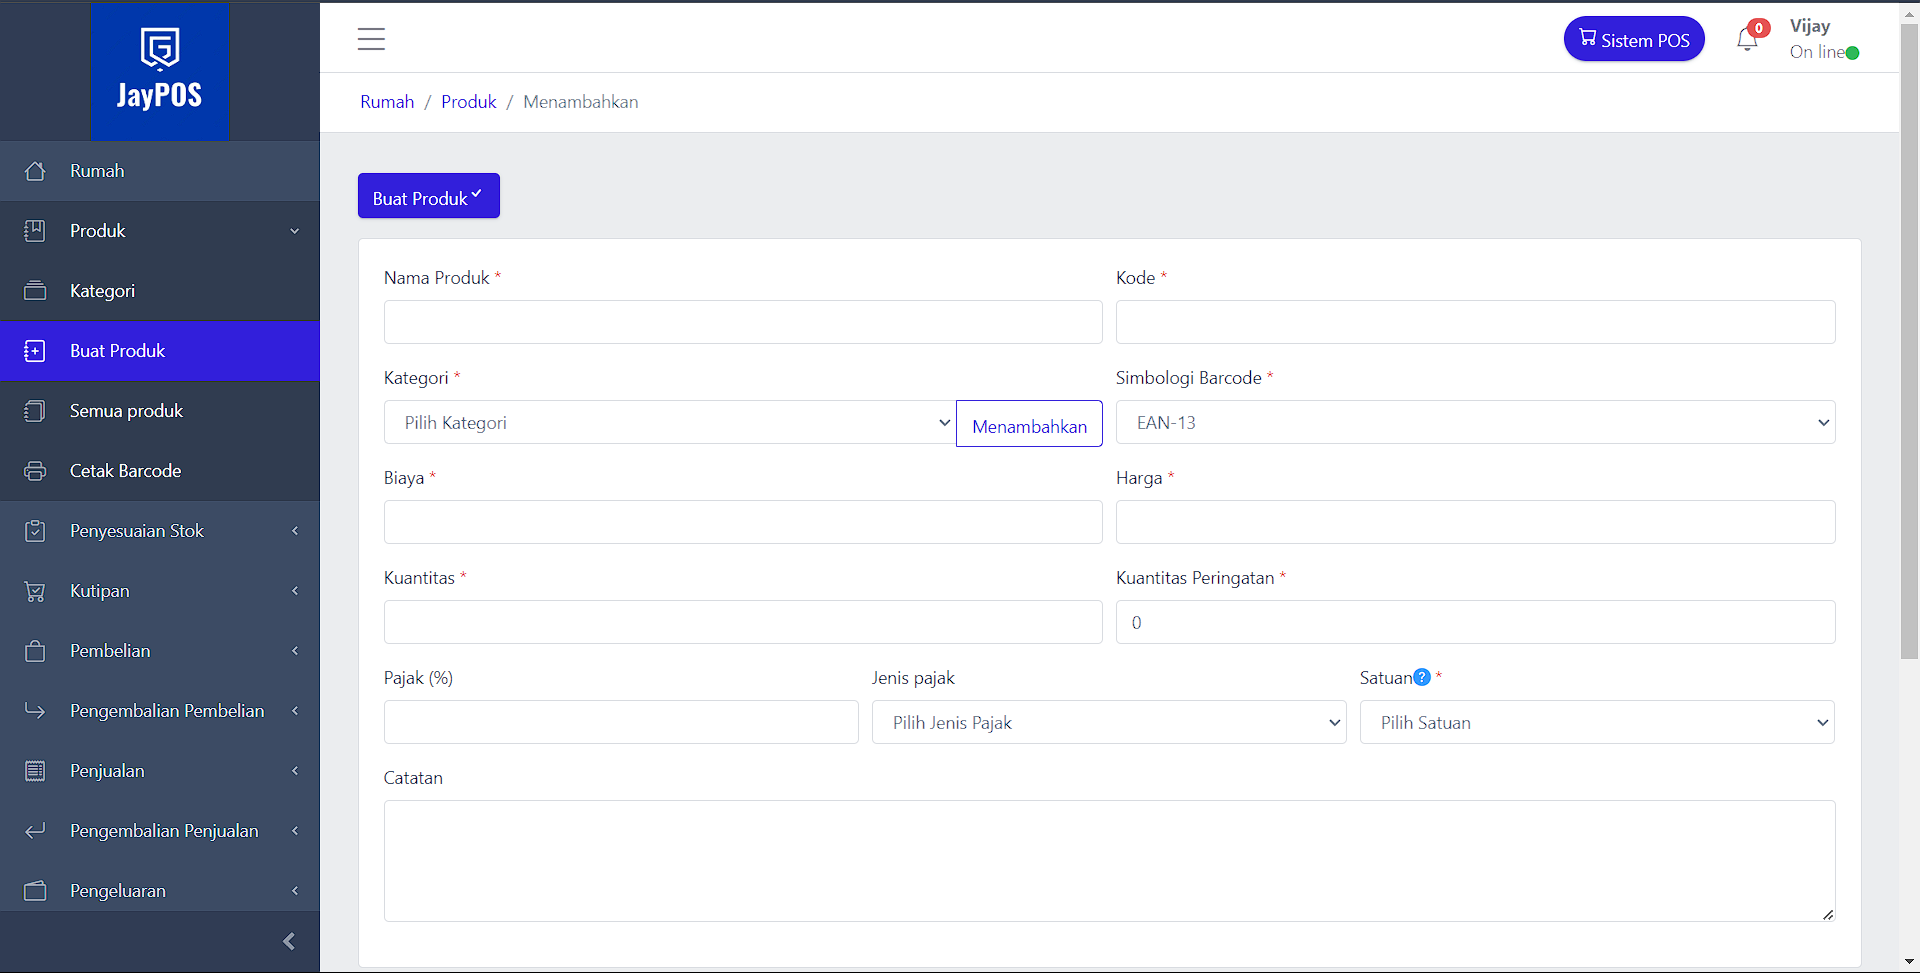 JayPOS
Rumah
Produk
Kategori
Buat Produk
Semua produk
Cetak Barcode
Penyesuaian Stok
Kutipan
Pembelian
Pengembalian Pembelian
Penjualan
Pengembalian Penjualan
Pengeluaran
Sistem POS
0
Vijay
On line
Rumah / Produk / Menambahkan
Buat Produk
Nama Produk *
Kode *
Kategori *
Pilih Kategori
Menambahkan
Simbologi Barcode *
EAN-13
Biaya *
Harga *
Kuantitas *
Kuantitas Peringatan *
0
Pajak (%)
Jenis pajak
Pilih Jenis Pajak
Satuan? *
Pilih Satuan
Catatan